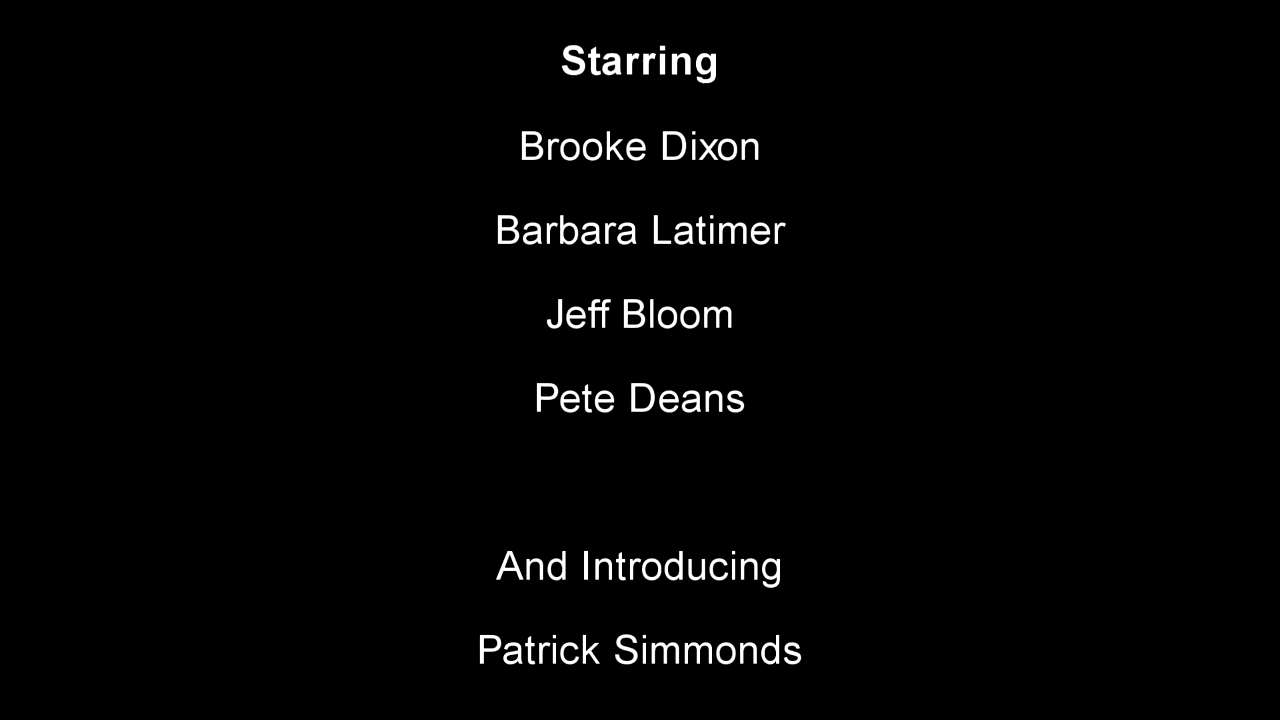 Starring
Brooke Dixon
Barbara Latimer
Jeff Bloom
Pete Deans
And Introducing
Patrick Simmonds